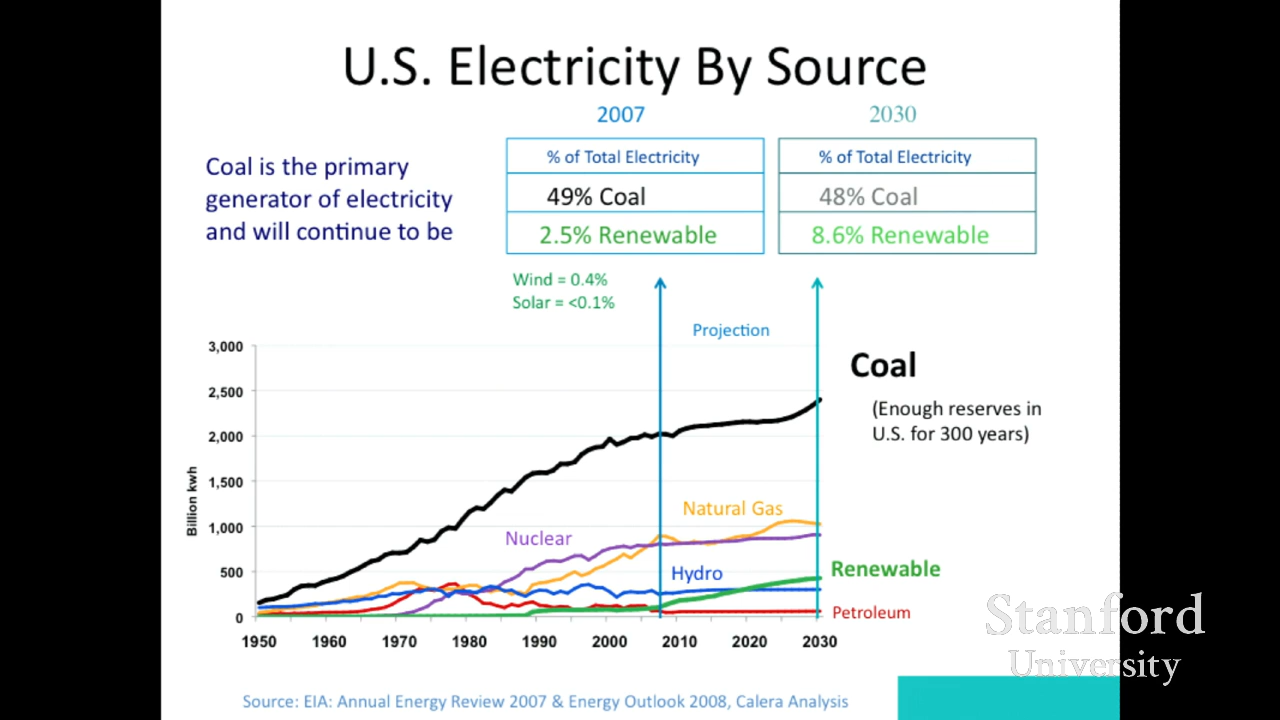 U.S. Electricity By Source
2007
2030
Coal is the primary
generator of electricity
and will continue to be
% of Total Electricity
49% Coal
2.5% Renewable
% of Total Electricity
48% Coal
8.6% Renewable
Wind = 0.4%
Solar = <0.1%
Projection
Coal
(Enough reserves in
U.S. for 300 years)
Billion kwh
3,000
2,500
2,000
1,500
1,000
500
0
Natural Gas
Nuclear
Hydro
Renewable
Petroleum
1950 1960 1970 1980 1990 2000 2010 2020 2030
Stanford
University
Source: EIA: Annual Energy Review 2007 & Energy Outlook 2008, Calera Analysis